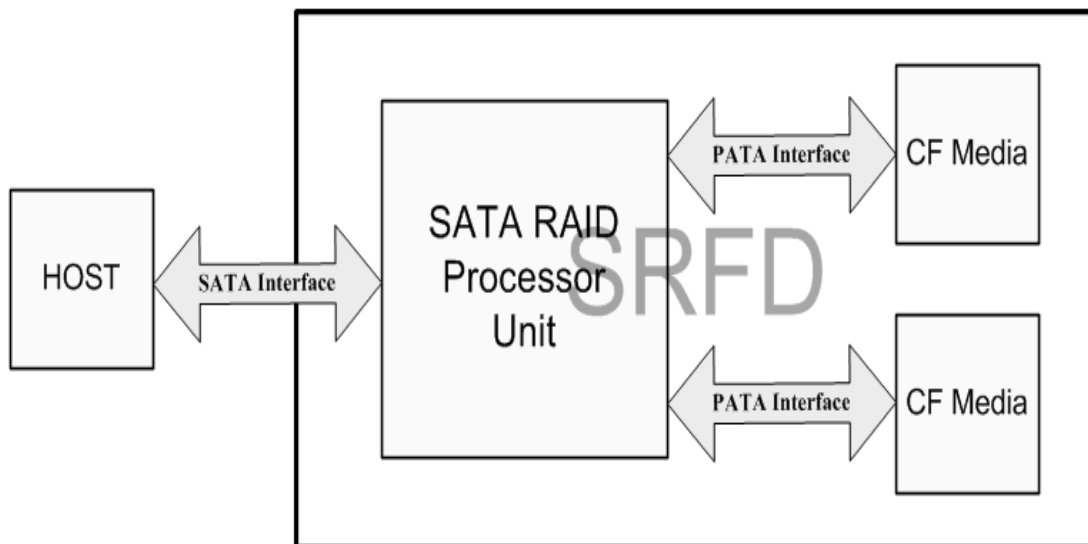 HOST
SATA Interface
SATA RAID
Processor
Unit
SRFD
PATA Interface
CF Media
PATA Interface
CF Media